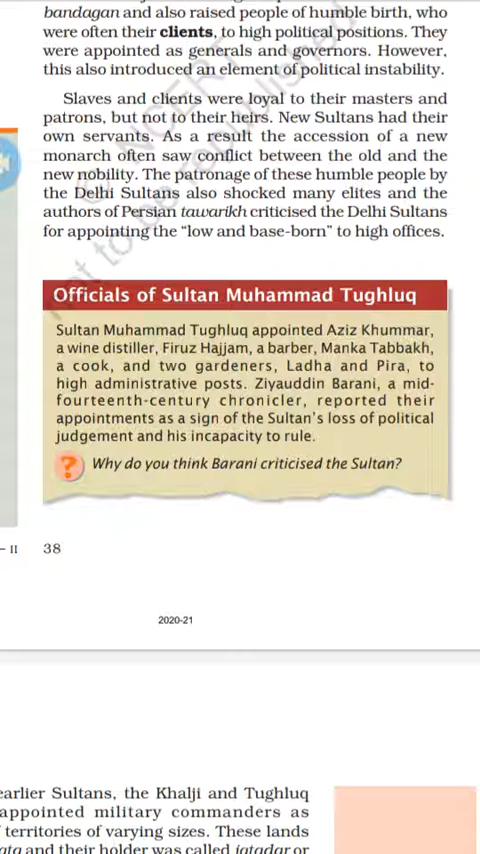 bandagan and also raised people of humble birth, who
were often their clients, to high political positions. They
were appointed as generals and governors. However,
this also introduced an element of political instability.
Slaves and clients were loyal to their masters and
patrons, but not to their heirs. New Sultans had their
own servants. As a result the accession of a new
monarch often saw conflict between the old and the
new nobility. The patronage of these humble people by
the Delhi Sultans also shocked many elites and the
authors of Persian tawarikh criticised the Delhi Sultans
for appointing the “low and base-born” to high offices.
Officials of Sultan Muhammad Tughluq
Sultan Muhammad Tughluq appointed Aziz Khummar,
a wine distiller, Firuz Hajjam, a barber, Manka Tabbakh,
a cook, and two gardeners, Ladha and Pira, to
high administrative posts. Ziyauddin Barani, a mid-
fourteenth-century chronicler, reported their
appointments as a sign of the Sultan’s loss of political
judgement and his incapacity to rule.
? Why do you think Barani criticised the Sultan?
– II 38
2020-21
earlier Sultans, the Khalji and Tughluq
appointed military commanders as
territories of varying sizes. These lands
and their holder was called iqtadar or
© NCERT
not to be republished